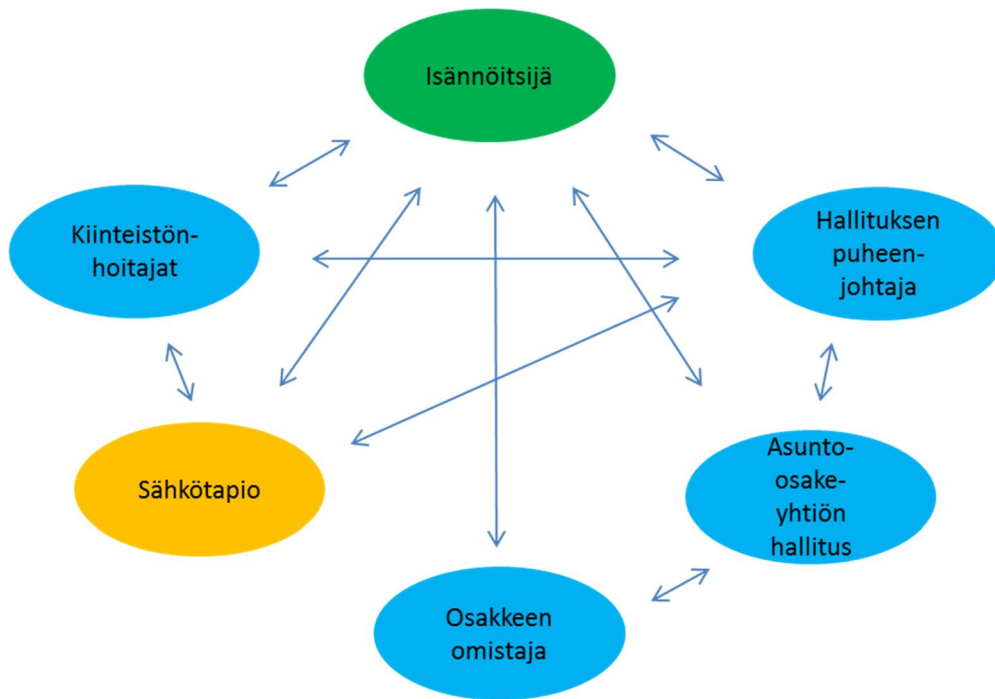 Isännöitsijä
Kiinteistön-
hoitajat
Hallituksen
puheen-
johtaja
Sähkötapio
Asunto-
osake-
yhtiön
hallitus
Osakkeen
omistaja